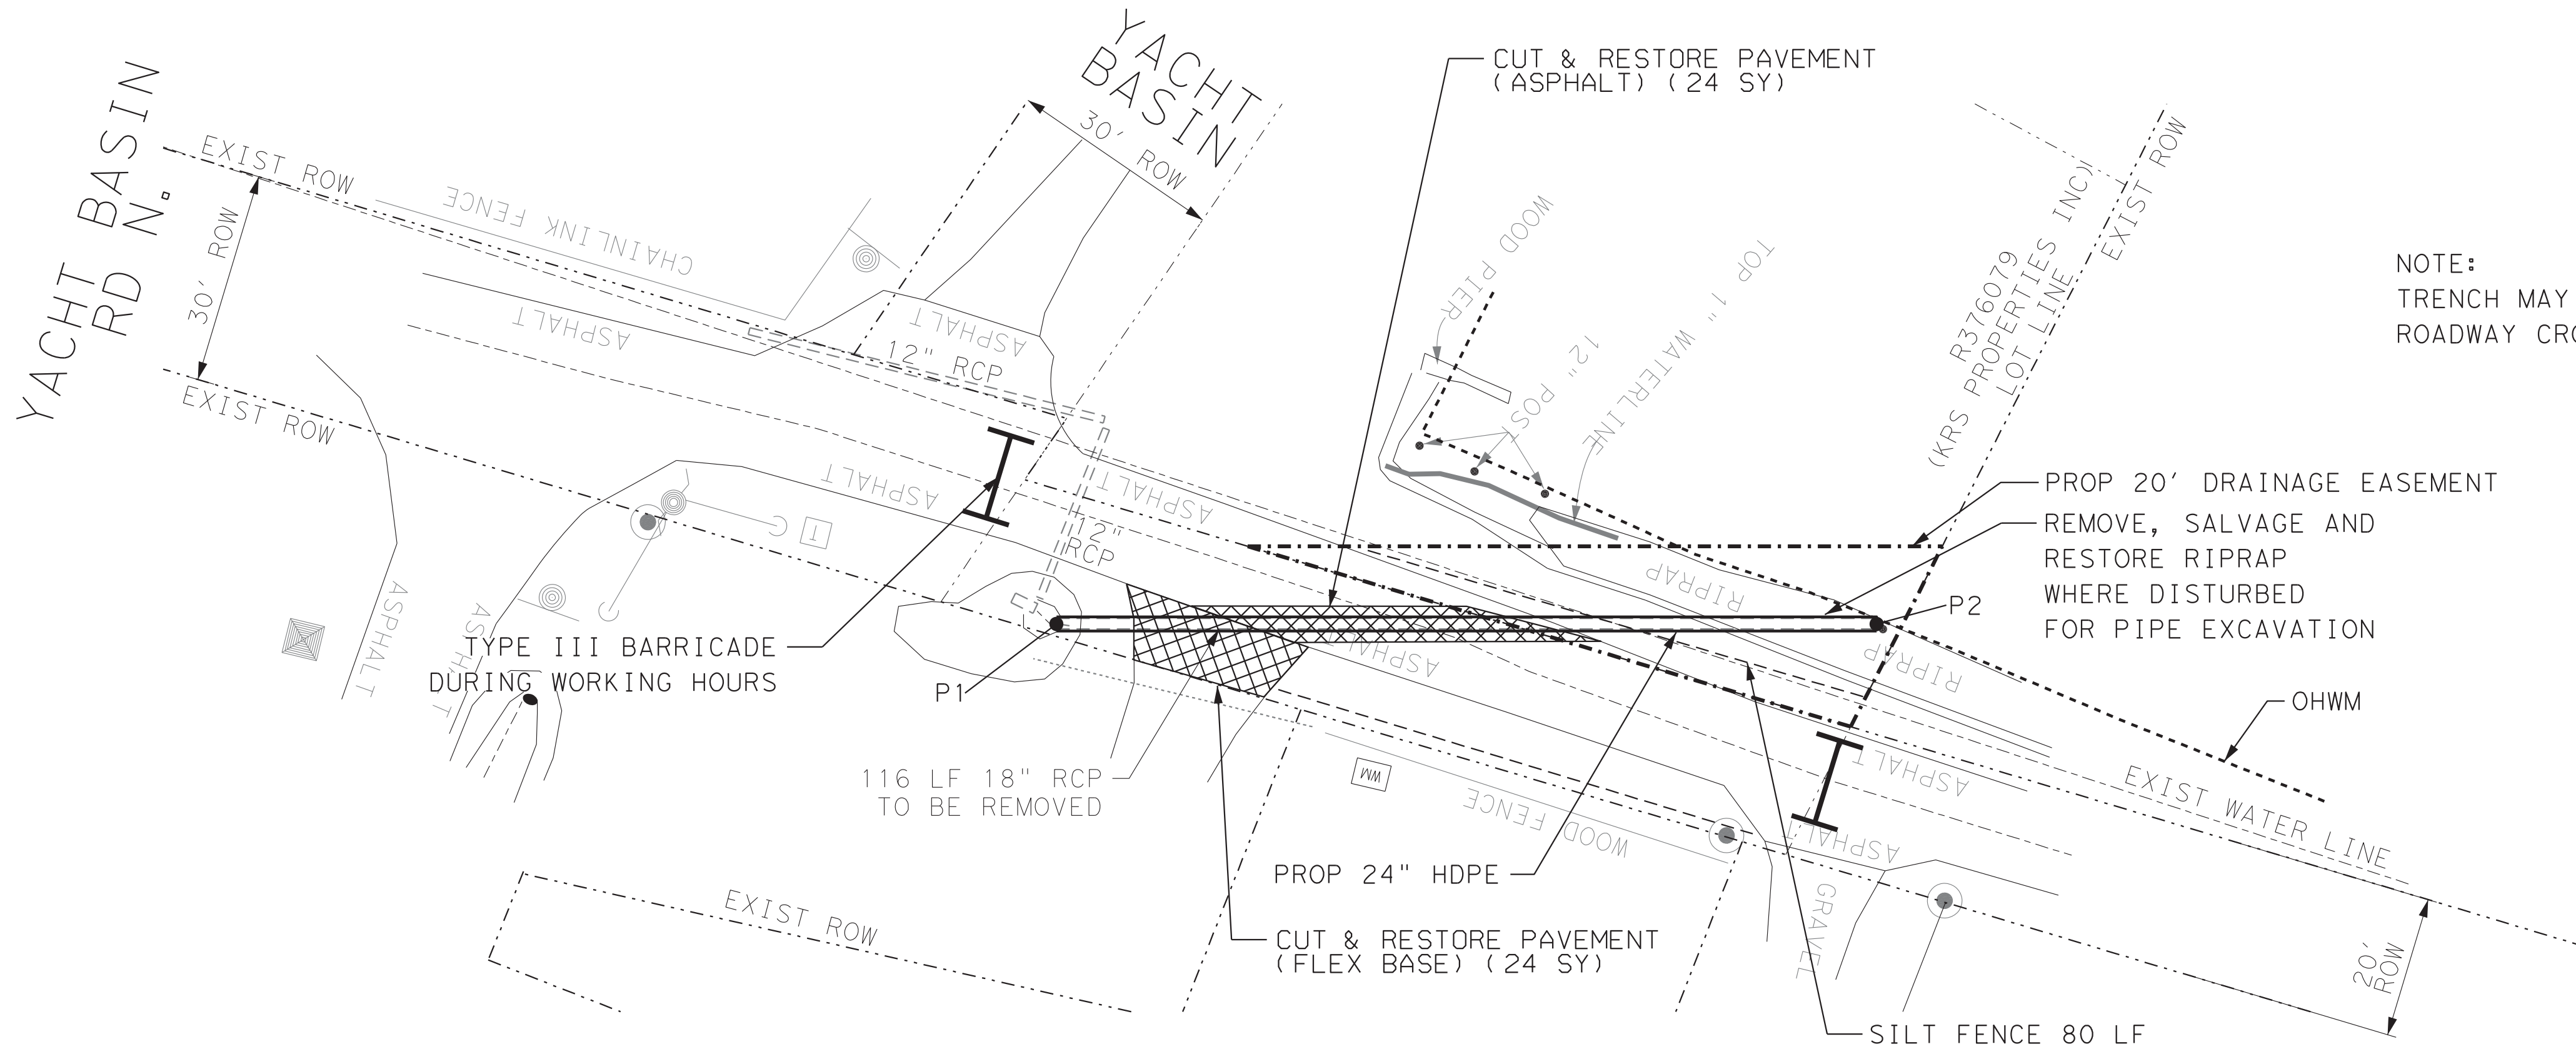 YACHT BASIN
RD N.
YACHT
BASIN
30' ROW
EXIST ROW
30' ROW
EXIST ROW
CHAINLINK FENCE
ASPHALT
ASPHALT
12" RCP
CUT & RESTORE PAVEMENT
(ASPHALT) (24 SY)
WOOD PIER
12" POST
TOP 1" WATERLINE
R376079
(KRS PROPERTIES INC)
LOT LINE
EXIST ROW
NOTE:
TRENCH MAY
ROADWAY CRO
PROP 20' DRAINAGE EASEMENT
REMOVE, SALVAGE AND
RESTORE RIPRAP
WHERE DISTURBED
FOR PIPE EXCAVATION
P2
ASPHALT
ASPHALT
12"
RCP
T
RIPRAP
RIPRAP
ASPHALT
ASPHALT
ASPHALT
TYPE III BARRICADE
DURING WORKING HOURS
P1
116 LF 18" RCP
TO BE REMOVED
OHWM
WM
WOOD FENCE
ASPHALT
ASPHALT
EXIST WATER LINE
PROP 24" HDPE
GRAVEL
EXIST ROW
CUT & RESTORE PAVEMENT
(FLEX BASE) (24 SY)
20'
ROW
SILT FENCE 80 LF